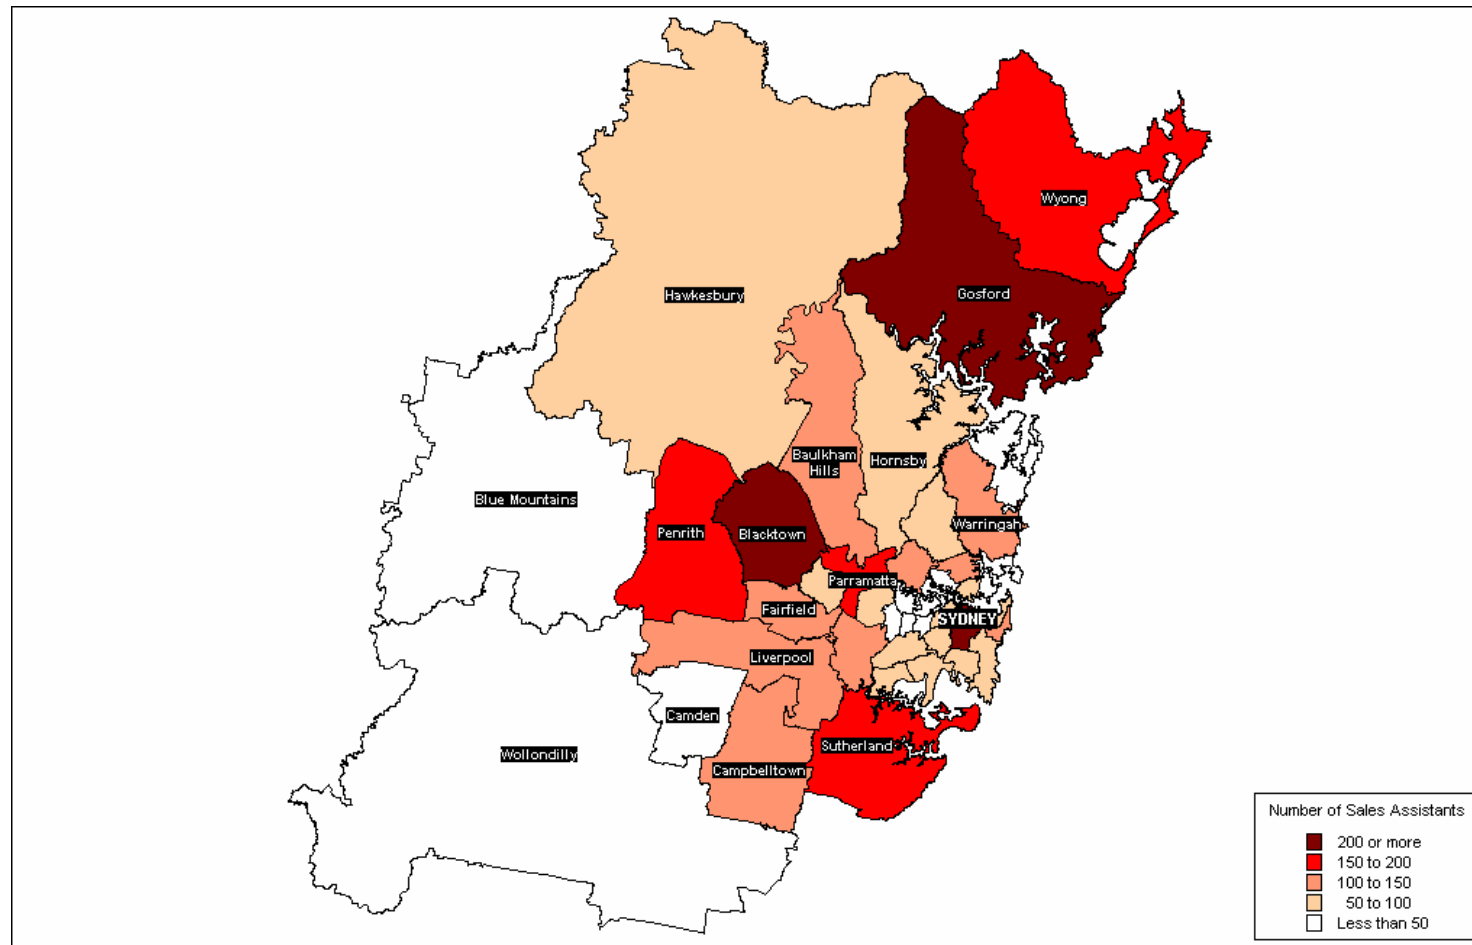 Wyong
Gosford
Hawkesbury
Baulkham
Hills
Hornsby
Blue Mountains
Warringah
Penrith
Blacktown
Parramatta
Fairfield
SYDNEY
Liverpool
Camden
Sutherland
Wollondilly
Campbelltown
Number of Sales Assistants
200 or more
150 to 200
100 to 150
50 to 100
Less than 50